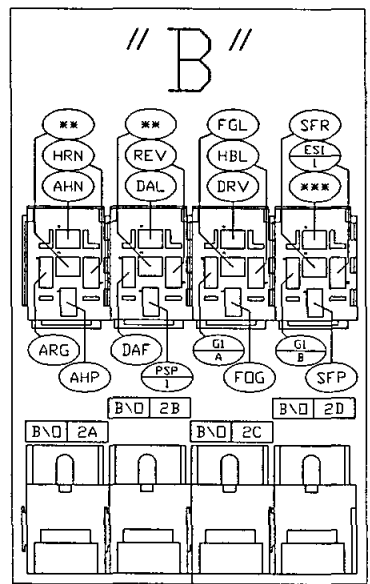 "B"
** ** FGL SFR
HRN REV HBL ESI 1
AHN DAL DRV ***
ARG DAF G1 A G1 B
AHP PSP 1 FOG SFP
B\O 2B B\O 2D
B\O 2A B\O 2C